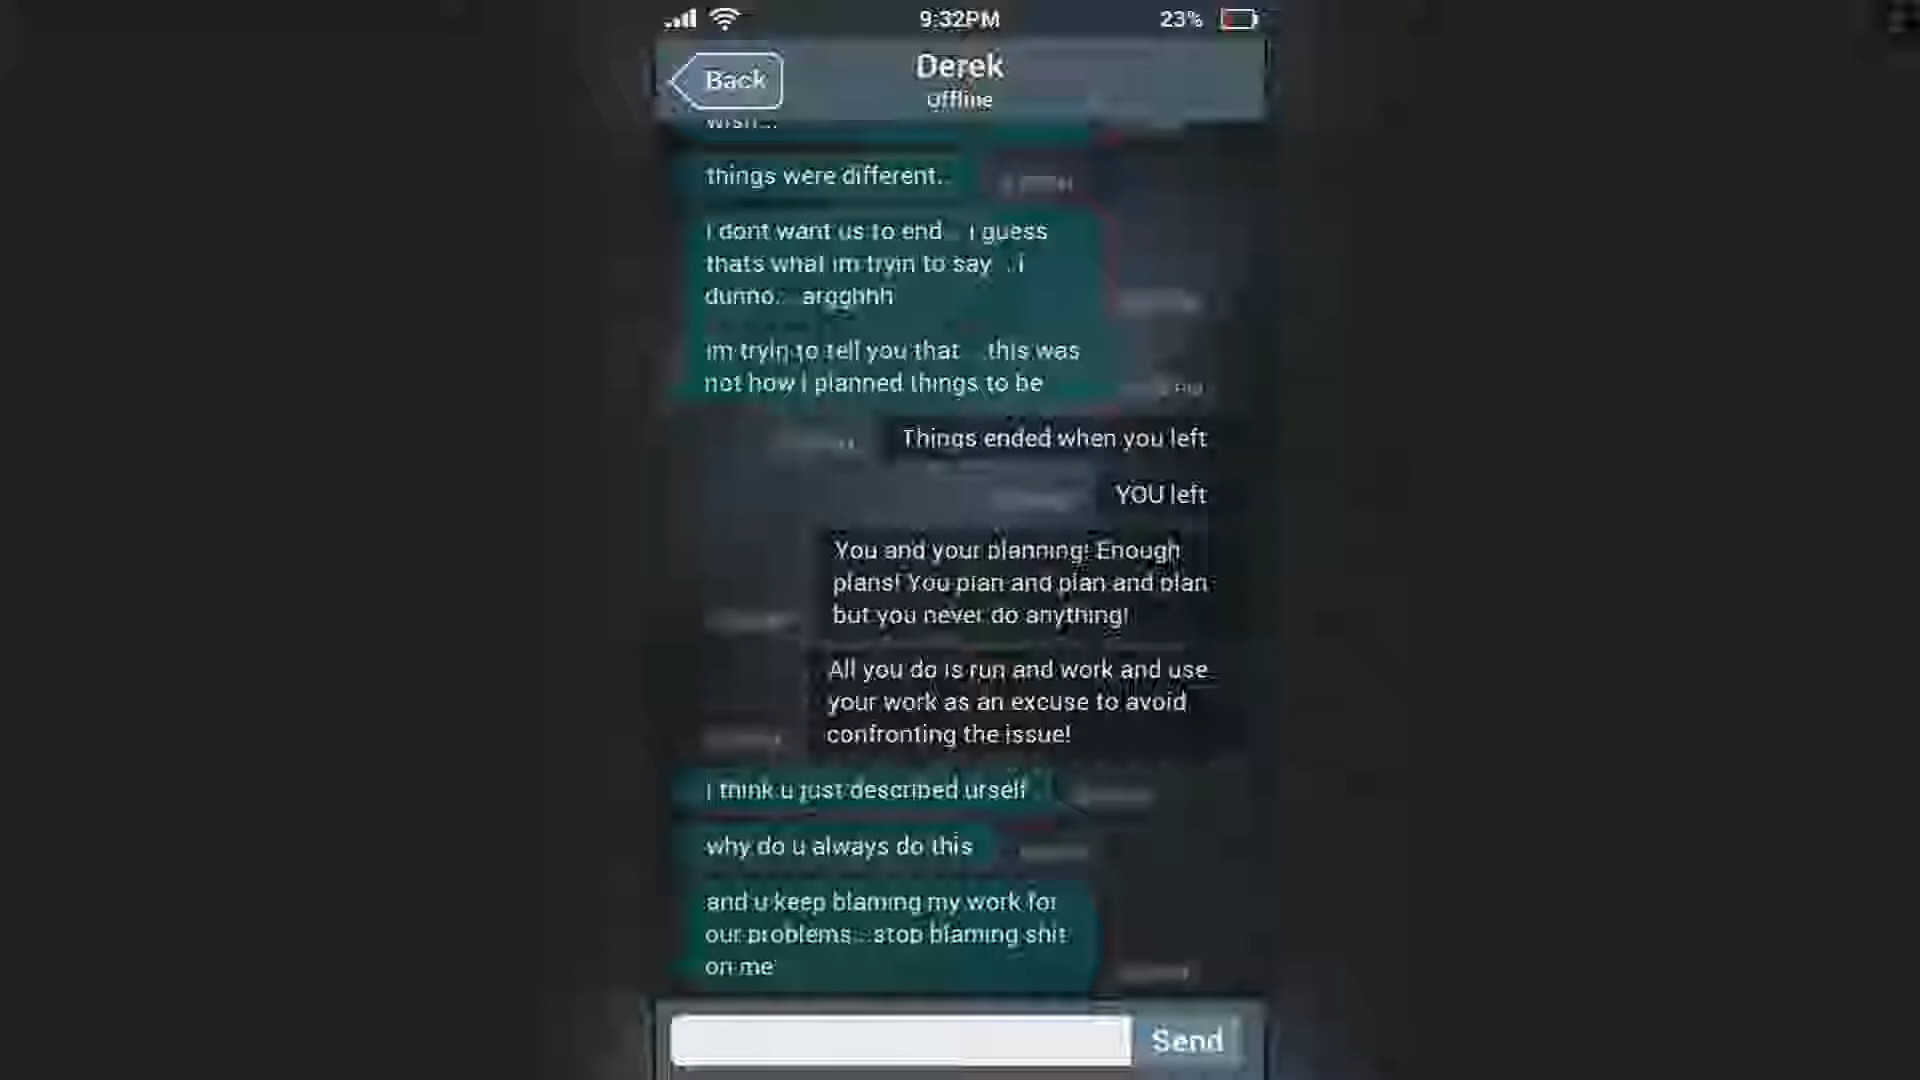 9:32PM
23%
Back
Derek
Offline
wish...
things were different...
i dont want us to end... i guess
thats what im tryin to say... i
dunno... argghhh
im tryin to tell you that... this was
not how i planned things to be
Things ended when you left
YOU left
You and your planning! Enough
plans! You plan and plan and plan
but you never do anything!
All you do is run and work and use
your work as an excuse to avoid
confronting the issue!
i think u just described urself
why do u always do this
and u keep blaming my work for
our problems... stop blaming shit
on me
Send